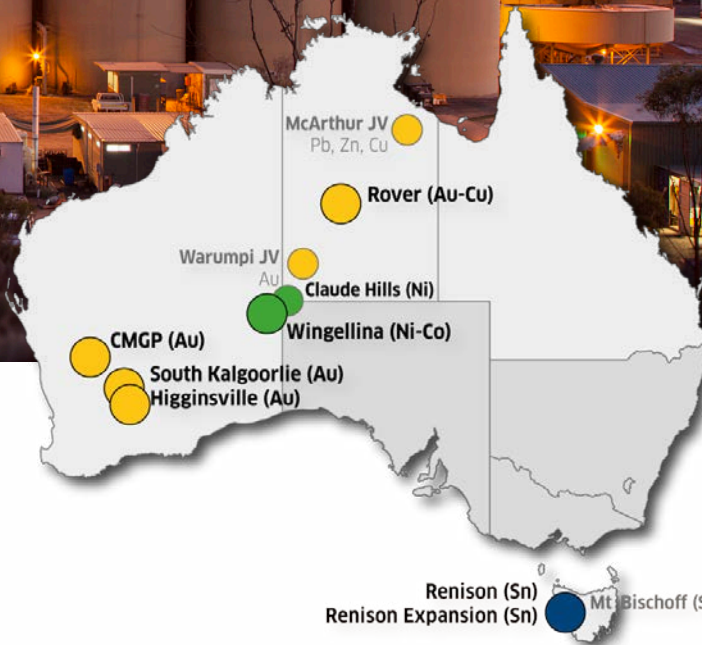 McArthur JV
Pb, Zn, Cu
Rover (Au-Cu)
Warumpi JV
Au
Claude Hills (Ni)
Wingellina (Ni-Co)
CMGP (Au)
South Kalgoorlie (Au)
Higginsville (Au)
Renison (Sn)
Renison Expansion (Sn)
Mt Bischoff (S